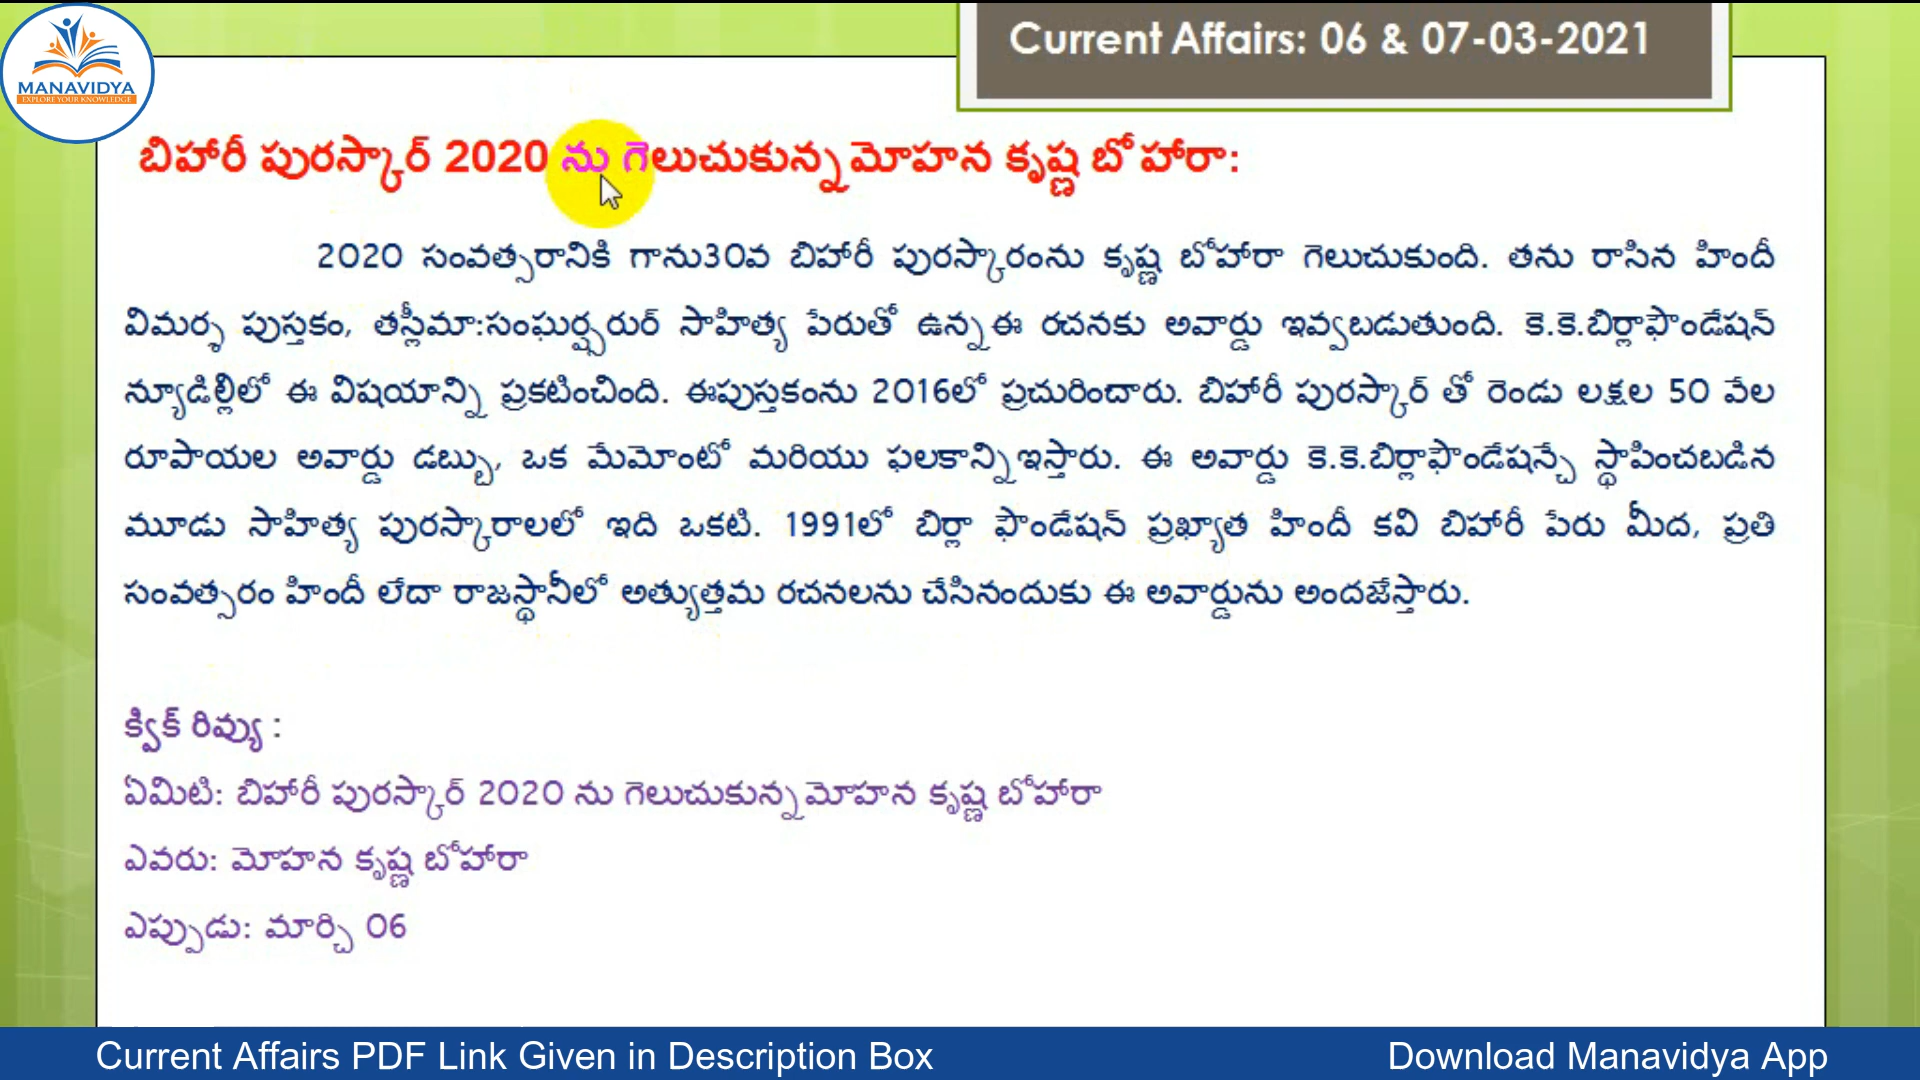 Current Affairs: 06 & 07-03-2021
MANAVIDYA
EXPLORE YOUR KNOWLEDGE
బిహారీ పురస్కార్ 2020 ను గెలుచుకున్న మోహన కృష్ణ బోహారా:
2020 సంవత్సరానికి గాను30వ బిహారీ పురస్కారంను కృష్ణ బోహారా గెలుచుకుంది. తను రాసిన హిందీ
విమర్శ పుస్తకం, తస్లీమా:సంఘర్ష్పరుర్ సాహిత్య పేరుతో ఉన్న ఈ రచనకు అవార్డు ఇవ్వబడుతుంది. కె.కె.బిర్లాఫౌండేషన్
న్యూడిల్లీలో ఈ విషయాన్ని ప్రకటించింది. ఈపుస్తకంను 2016లో ప్రచురించారు. బిహారీ పురస్కార్ తో రెండు లక్షల 50 వేల
రూపాయల అవార్డు డబ్బు, ఒక మేమోంటో మరియు ఫలకాన్ని ఇస్తారు. ఈ అవార్డు కె.కె.బిర్లాఫౌండేషన్చే స్థాపించబడిన
మూడు సాహిత్య పురస్కారాలలో ఇది ఒకటి. 1991లో బిర్లా ఫౌండేషన్ ప్రఖ్యాత హిందీ కవి బిహారీ పేరు మీద, ప్రతి
సంవత్సరం హిందీ లేదా రాజస్థానీలో అత్యుత్తమ రచనలను చేసినందుకు ఈ అవార్డును అందజేస్తారు.
క్విక్ రివ్యు :
ఏమిటి: బిహారీ పురస్కార్ 2020 ను గెలుచుకున్న మోహన కృష్ణ బోహారా
ఎవరు: మోహన కృష్ణ బోహారా
ఎప్పుడు: మార్చి 06
Current Affairs PDF Link Given in Description Box
Download Manavidya App